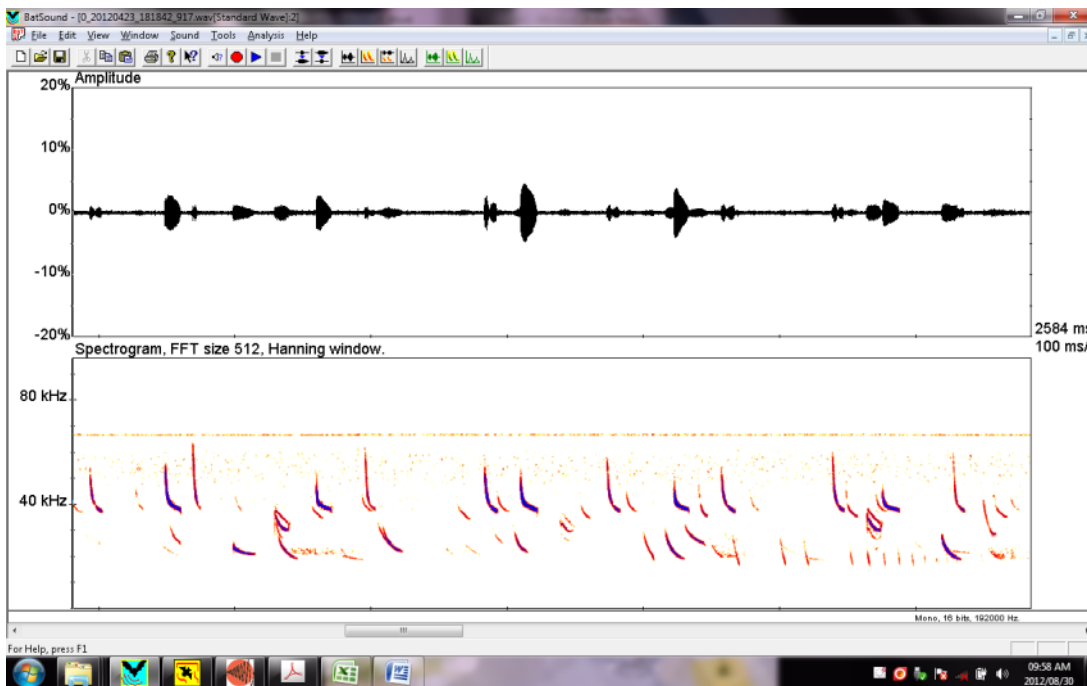 BatSound - [0_20120423_181842_917.wav[Standard Wave]:2]
File Edit View Window Sound Tools Analysis Help
Amplitude
20%
10%
0%
-10%
-20%
2584 ms
100 ms/
Spectrogram, FFT size 512, Hanning window.
80 kHz
40 kHz
Mono, 16 bits, 192000 Hz.
For Help, press F1
09:58 AM
2012/08/30